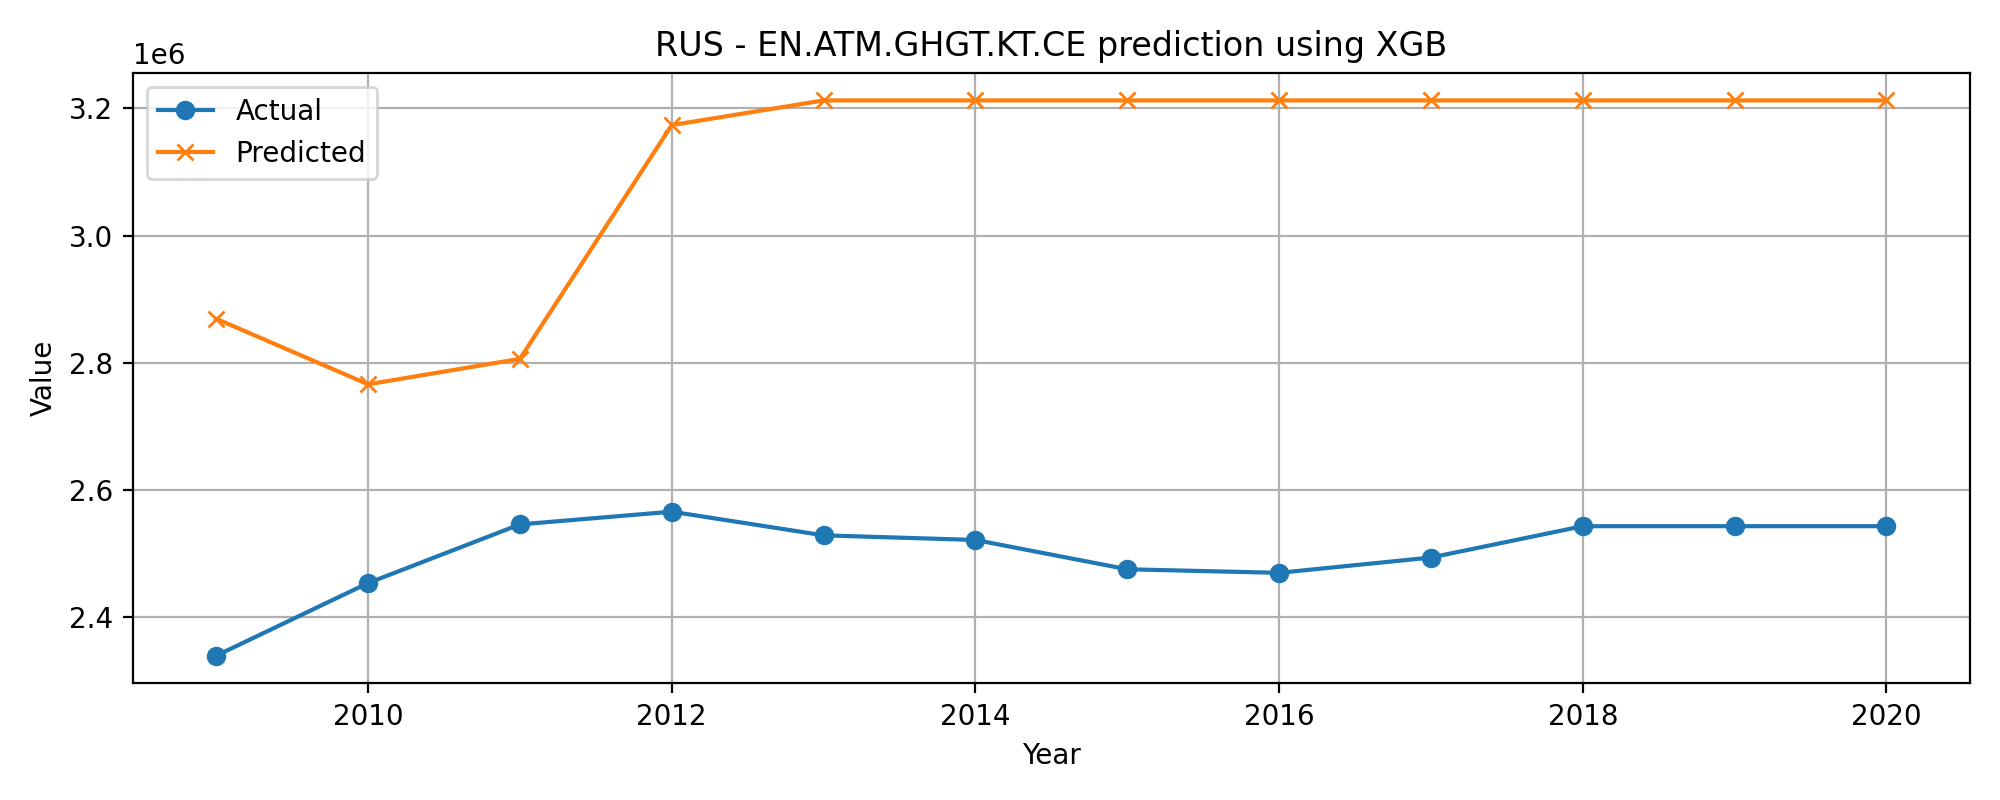 RUS - EN.ATM.GHGT.KT.CE prediction using XGB
1e6
Actual
Predicted
3.2
3.0
2.8
2.6
2.4
Value
2010 2012 2014 2016 2018 2020
Year